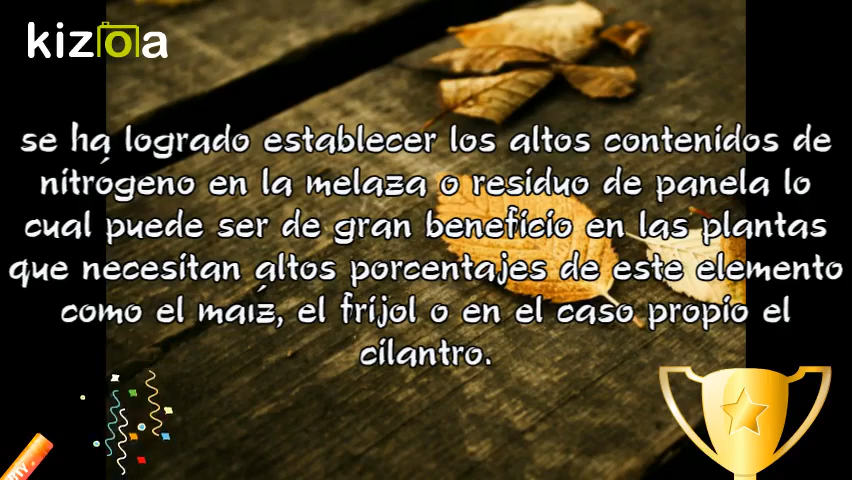 kizoa
se ha logrado establecer los altos contenidos de
nitrógeno en la melaza o residuo de panela lo
cual puede ser de gran beneficio en las plantas
que necesitan altos porcentajes de este elemento
como el maíz, el frijol o en el caso propio el
cilantro.